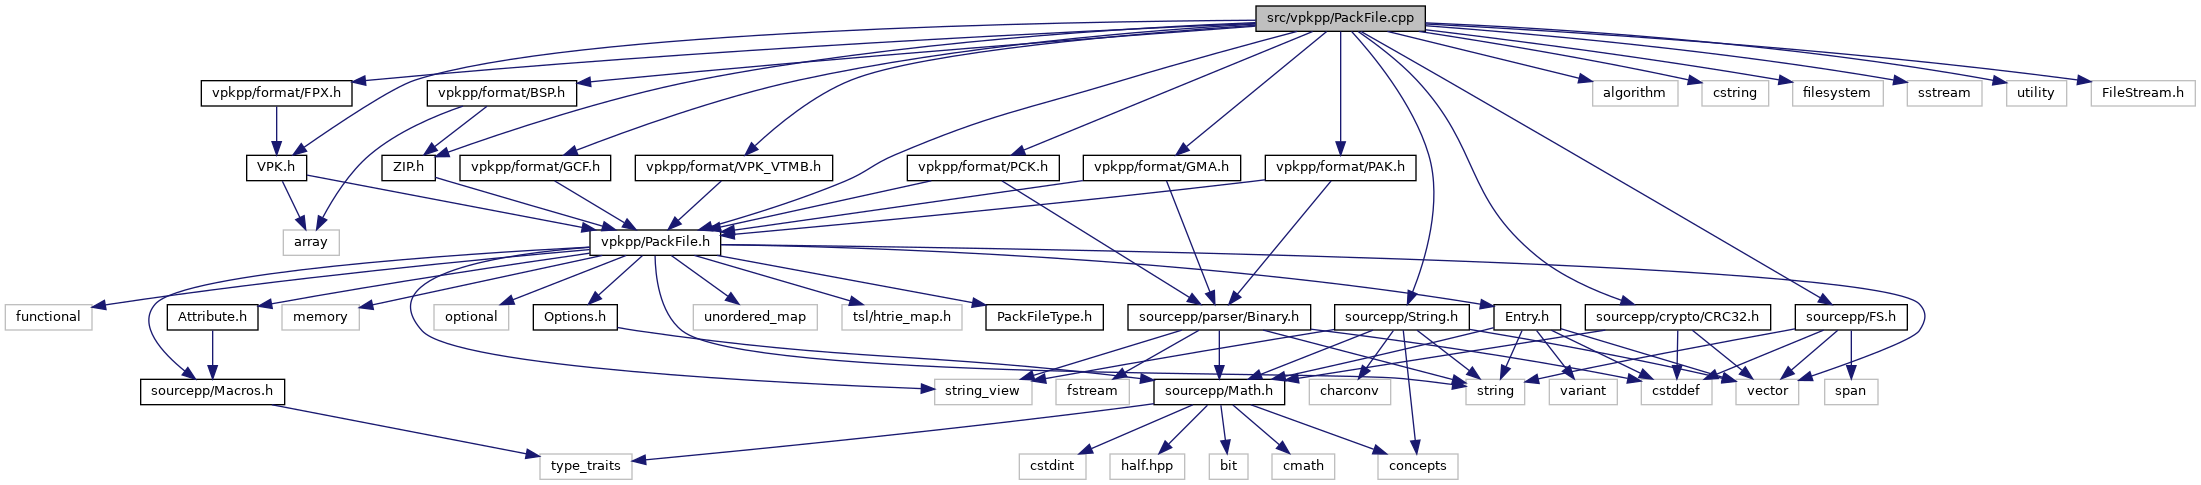 src/vpkpp/PackFile.cpp
vpkpp/format/FPX.h
vpkpp/format/BSP.h
algorithm
cstring
filesystem
sstream
utility
FileStream.h
VPK.h
ZIP.h
vpkpp/format/GCF.h
vpkpp/format/VPK_VTMB.h
vpkpp/format/PCK.h
vpkpp/format/GMA.h
vpkpp/format/PAK.h
array
vpkpp/PackFile.h
functional
Attribute.h
memory
optional
Options.h
unordered_map
tsl/htrie_map.h
PackFileType.h
sourcepp/parser/Binary.h
sourcepp/String.h
Entry.h
sourcepp/crypto/CRC32.h
sourcepp/FS.h
sourcepp/Macros.h
string_view
fstream
sourcepp/Math.h
charconv
string
variant
cstddef
vector
span
type_traits
cstdint
half.hpp
bit
cmath
concepts